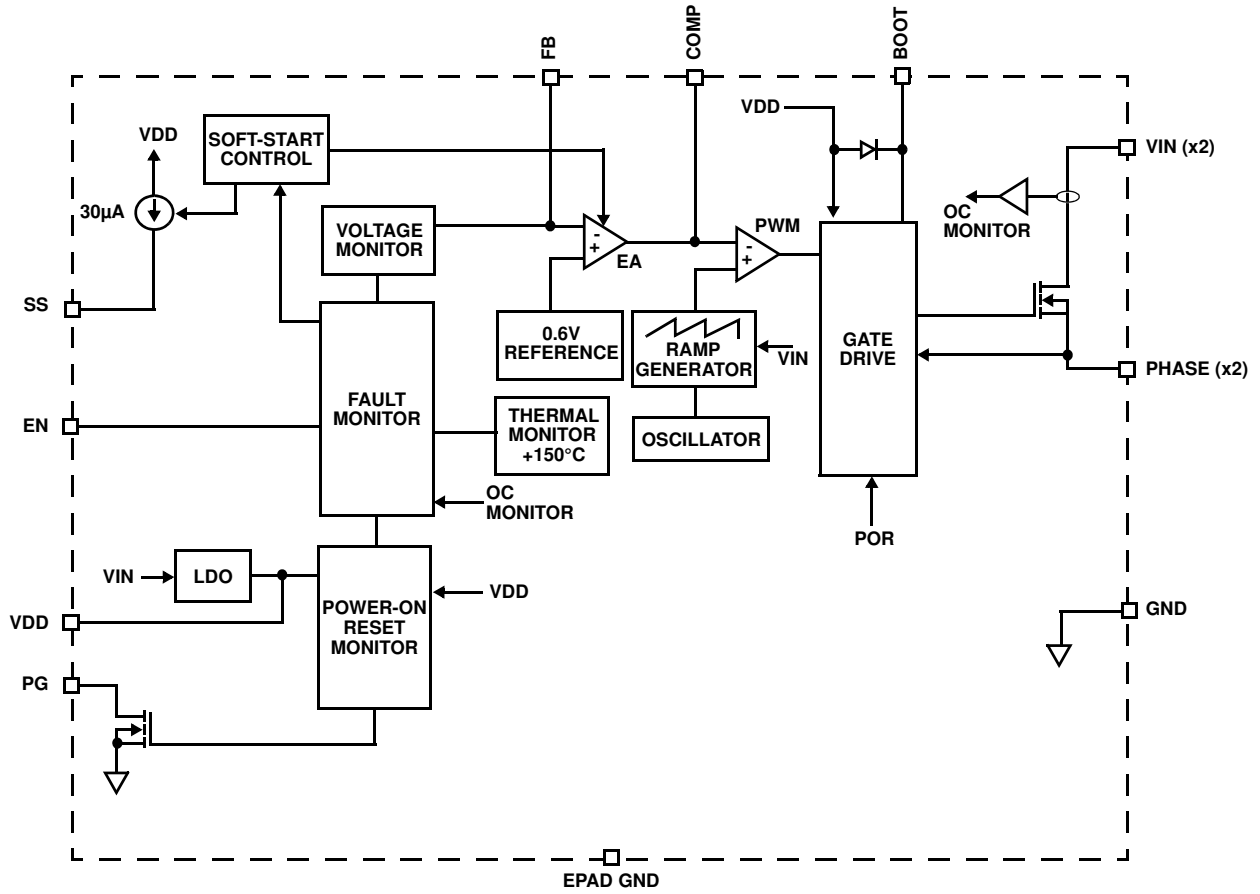 FB
COMP
BOOT
VDD
SOFT-START
CONTROL
30µA
VDD
VIN (x2)
OC
MONITOR
VOLTAGE
MONITOR
-
+
EA
PWM
-
+
SS
0.6V
REFERENCE
RAMP
GENERATOR
VIN
GATE
DRIVE
PHASE (x2)
EN
FAULT
MONITOR
THERMAL
MONITOR
+150°C
OSCILLATOR
OC
MONITOR
POR
VIN
LDO
VDD
POWER-ON
RESET
MONITOR
VDD
GND
PG
EPAD GND